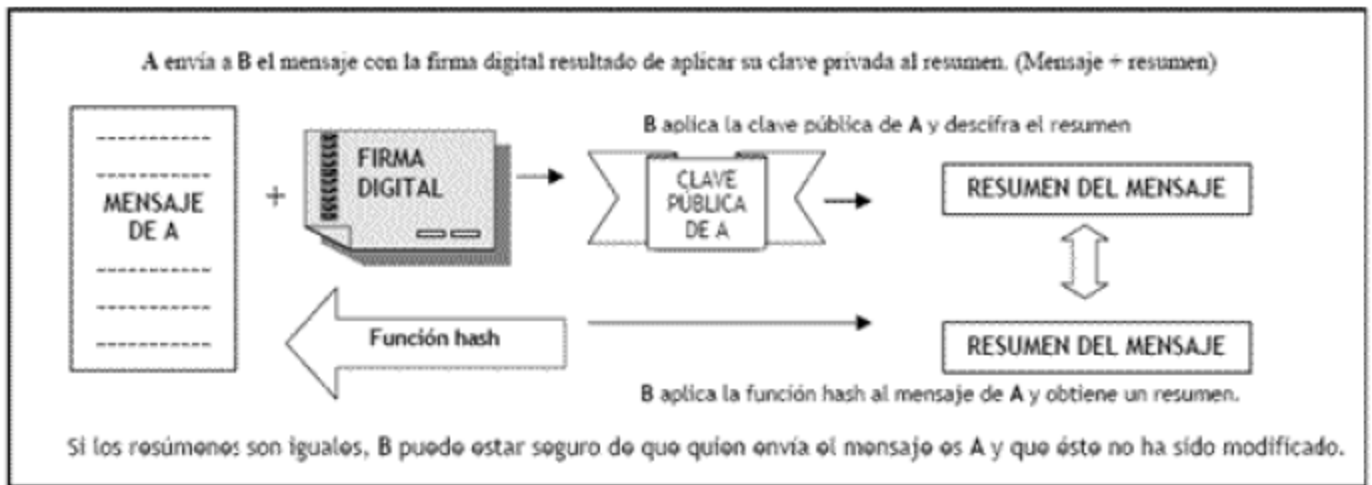 A envía a B el mensaje con la firma digital resultado de aplicar su clave privada al resumen. (Mensaje + resumen)
B aplica la clave pública de A y descifra el resumen
MENSAJE
DE A
+
FIRMA
DIGITAL
CLAVE
PÚBLICA
DE A
RESUMEN DEL MENSAJE
Función hash
RESUMEN DEL MENSAJE
B aplica la función hash al mensaje de A y obtiene un resumen.
Si los resúmenes son iguales, B puede estar seguro de que quien envía el mensaje es A y que éste no ha sido modificado.